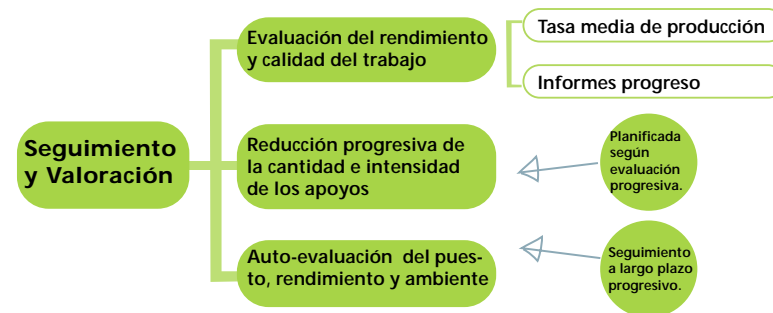 Seguimiento
y Valoración
Evaluación del rendimiento
y calidad del trabajo
Tasa media de producción
Informes progreso
Reducción progresiva de
la cantidad e intensidad
de los apoyos
Planificada
según
evaluación
progresiva.
Auto-evaluación del pues-
to, rendimiento y ambiente
Seguimiento
a largo plazo
progresivo.